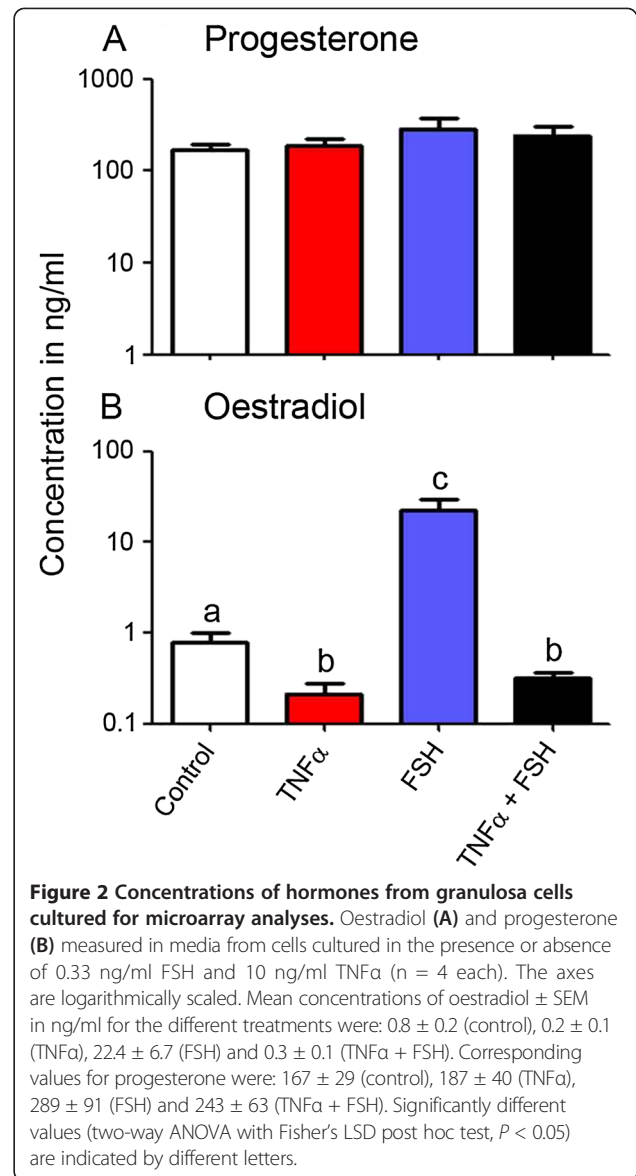 A Progesterone
1000
100
10
1
Concentration in ng/ml
B Oestradiol
100
10
1
0.1
a
b
c
b
Control
TNFα
FSH
TNFα + FSH
Figure 2 Concentrations of hormones from granulosa cells
cultured for microarray analyses. Oestradiol (A) and progesterone
(B) measured in media from cells cultured in the presence or absence
of 0.33 ng/ml FSH and 10 ng/ml TNFα (n = 4 each). The axes
are logarithmically scaled. Mean concentrations of oestradiol ± SEM
in ng/ml for the different treatments were: 0.8 ± 0.2 (control), 0.2 ± 0.1
(TNFα), 22.4 ± 6.7 (FSH) and 0.3 ± 0.1 (TNFα + FSH). Corresponding
values for progesterone were: 167 ± 29 (control), 187 ± 40 (TNFα),
289 ± 91 (FSH) and 243 ± 63 (TNFα + FSH). Significantly different
values (two-way ANOVA with Fisher's LSD post hoc test, P < 0.05)
are indicated by different letters.